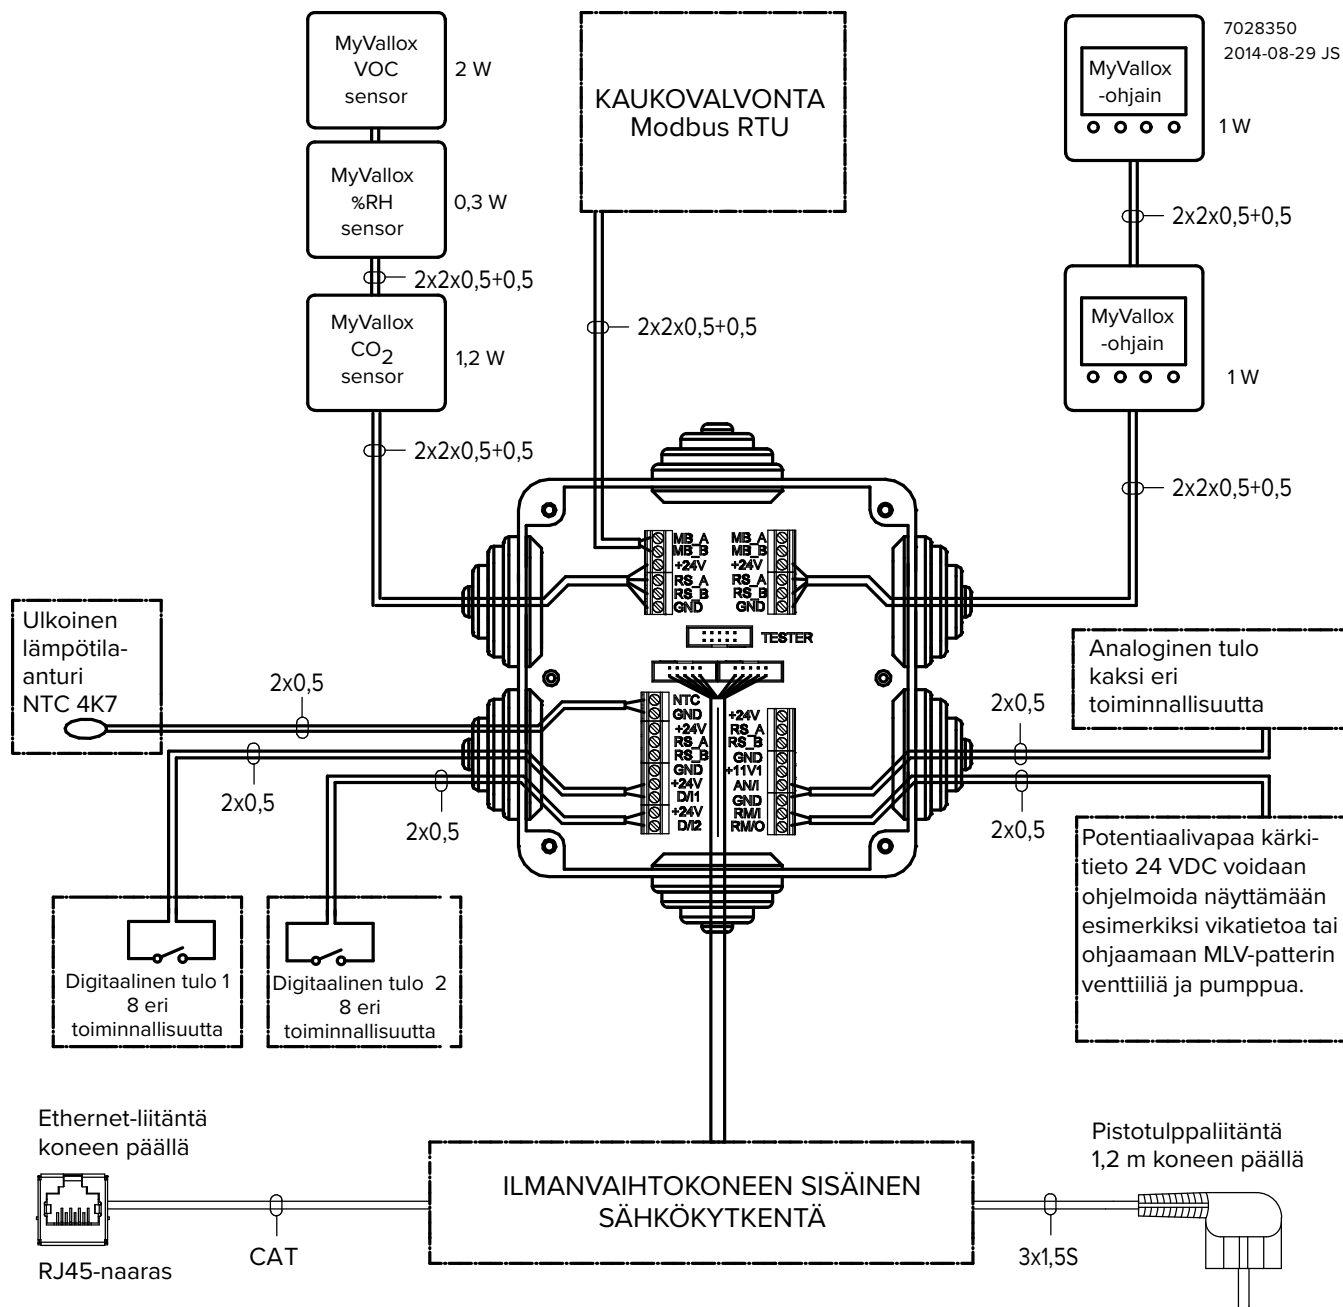 MyVallox
VOC
sensor
2 W
MyVallox
%RH
sensor
0,3 W
2x2x0,5+0,5
MyVallox
CO2
sensor
1,2 W
2x2x0,5+0,5
KAUKOVALVONTA
Modbus RTU
2x2x0,5+0,5
7028350
2014-08-29 JS
MyVallox
-ohjain
1 W
2x2x0,5+0,5
MyVallox
-ohjain
1 W
2x2x0,5+0,5
MB_A
MB_B
+24V
RS_A
RS_B
GND
MB_A
MB_B
+24V
RS_A
RS_B
GND
TESTER
NTC
GND
+24V
RS_A
RS_B
GND
+24V
D/I1
+24V
D/I2
+24V
RS_A
RS_B
GND
+11V1
AN/I
GND
RM/I
RM/O
Ulkoinen
lämpötila-
anturi
NTC 4K7
2x0,5
2x0,5
2x0,5
Digitaalinen tulo 1
8 eri
toiminnallisuutta
Digitaalinen tulo 2
8 eri
toiminnallisuutta
Analoginen tulo
kaksi eri
toiminnallisuutta
2x0,5
2x0,5
Potentiaalivapaa kärki-
tieto 24 VDC voidaan
ohjelmoida näyttämään
esimerkiksi vikatietoa tai
ohjaamaan MLV-patterin
venttiiliä ja pumppua.
Ethernet-liitäntä
koneen päällä
RJ45-naaras
CAT
ILMANVAIHTOKONEEN SISÄINEN
SÄHKÖKYTKENTÄ
3x1,5S
Pistotulppaliitäntä
1,2 m koneen päällä